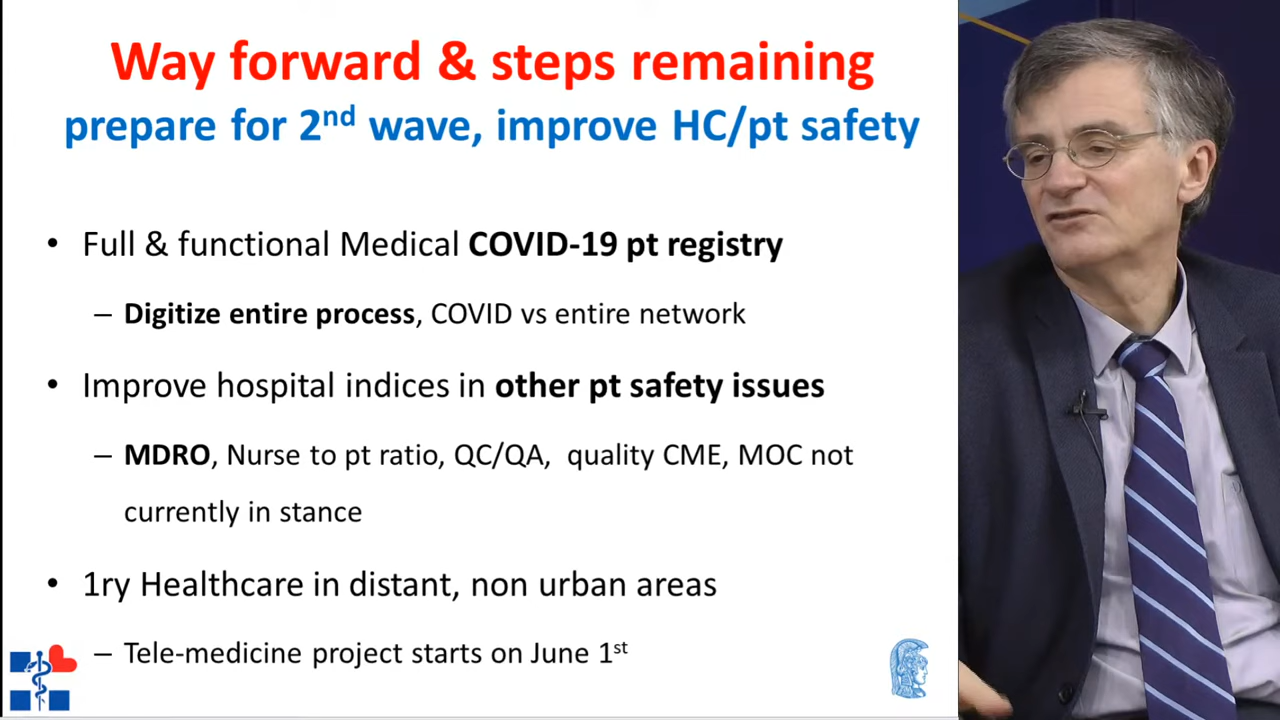 Way forward & steps remaining
prepare for 2nd wave, improve HC/pt safety
• Full & functional Medical COVID-19 pt registry
– Digitize entire process, COVID vs entire network
• Improve hospital indices in other pt safety issues
– MDRO, Nurse to pt ratio, QC/QA, quality CME, MOC not
currently in stance
• 1ry Healthcare in distant, non urban areas
– Tele-medicine project starts on June 1st